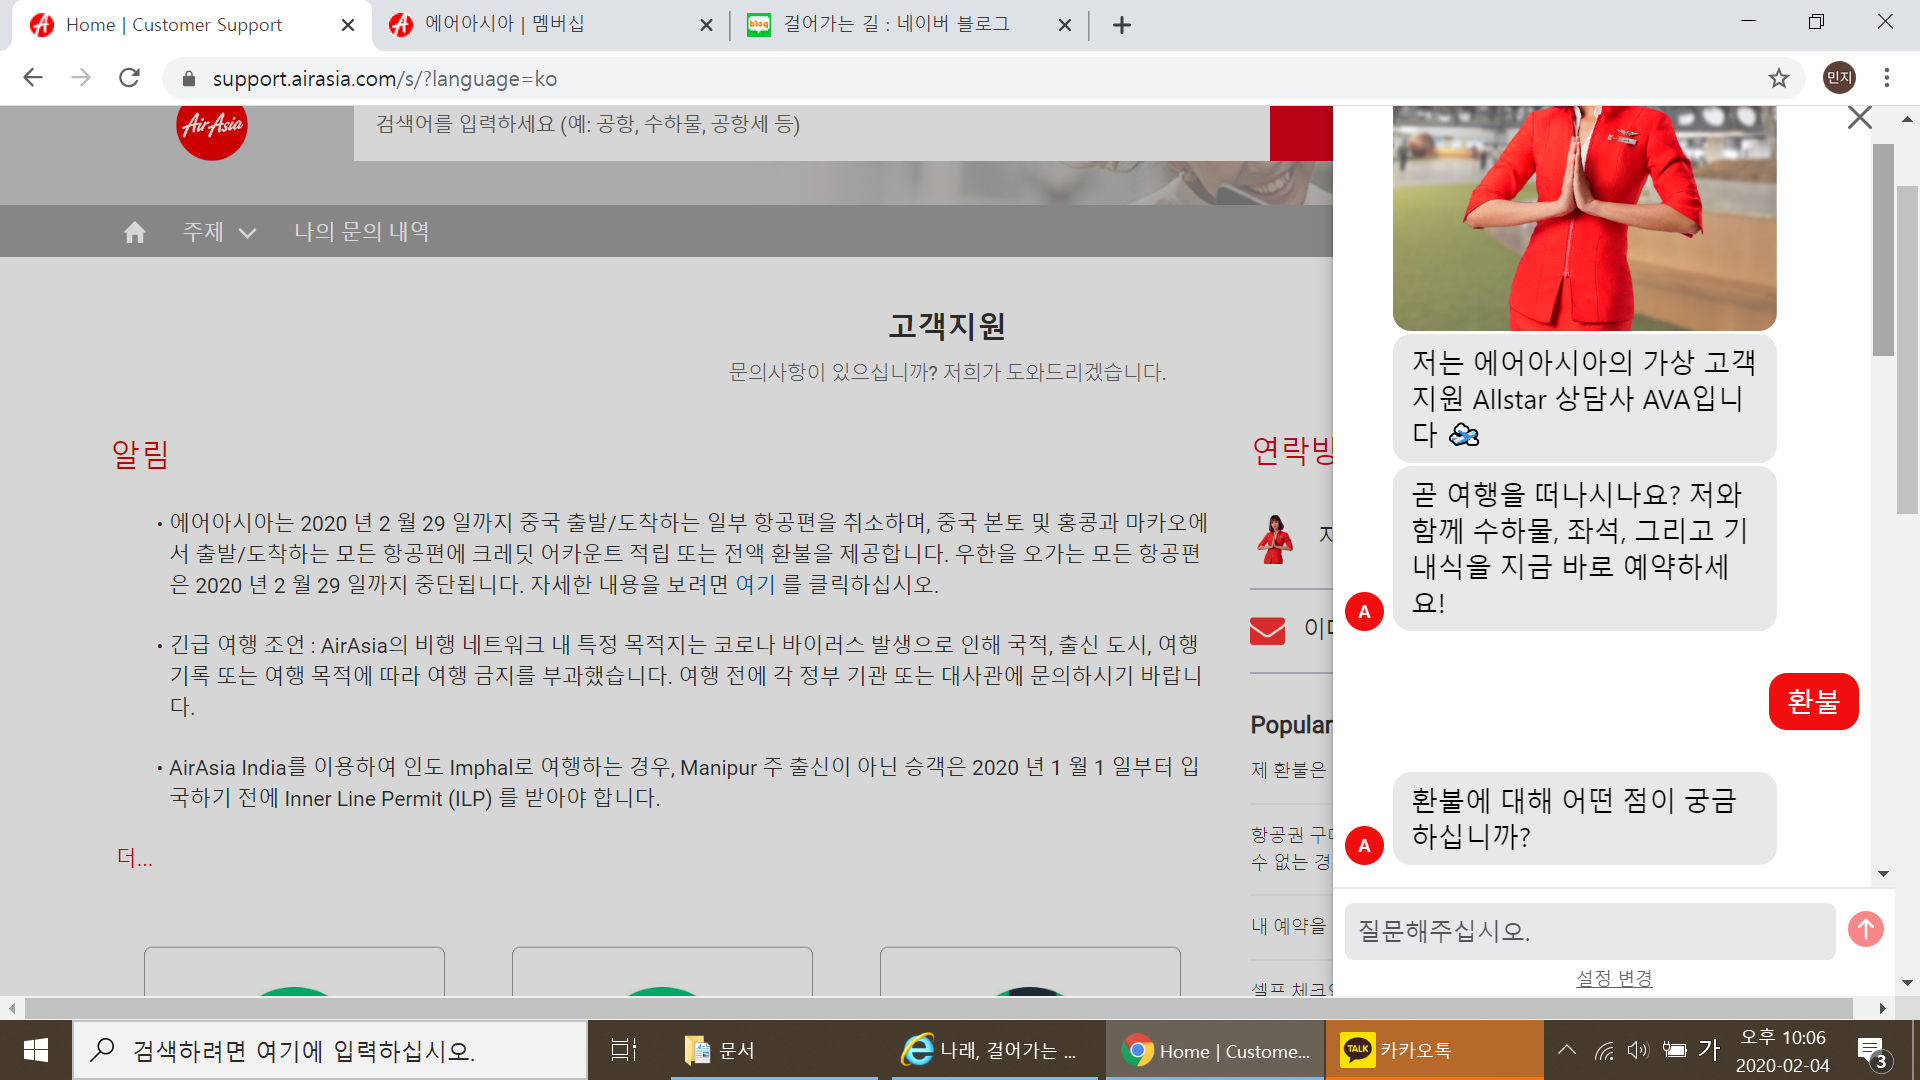 Home | Customer Support
에어아시아 | 멤버십
blog
걸어가는 길 : 네이버 블로그
support.airasia.com/s/?language=ko
민지
AirAsia
검색어를 입력하세요 (예: 공항, 수하물, 공항세 등)
주제
나의 문의 내역
고객지원
문의사항이 있으십니까? 저희가 도와드리겠습니다.
알림
• 에어아시아는 2020 년 2 월 29 일까지 중국 출발/도착하는 일부 항공편을 취소하며, 중국 본토 및 홍콩과 마카오에
서 출발/도착하는 모든 항공편에 크레딧 어카운트 적립 또는 전액 환불을 제공합니다. 우한을 오가는 모든 항공편
은 2020 년 2 월 29 일까지 중단됩니다. 자세한 내용을 보려면 여기 를 클릭하십시오.
• 긴급 여행 조언 : AirAsia의 비행 네트워크 내 특정 목적지는 코로나 바이러스 발생으로 인해 국적, 출신 도시, 여행
기록 또는 여행 목적에 따라 여행 금지를 부과했습니다. 여행 전에 각 정부 기관 또는 대사관에 문의하시기 바랍니
다.
• AirAsia India를 이용하여 인도 Imphal로 여행하는 경우, Manipur 주 출신이 아닌 승객은 2020 년 1 월 1 일부터 입
국하기 전에 Inner Line Permit (ILP) 를 받아야 합니다.
더...
연락방
Popular
제 환불은
항공권 구
수 없는 경
내 예약을
셀프 체크
저는 에어아시아의 가상 고객
지원 Allstar 상담사 AVA입니
다
곧 여행을 떠나시나요? 저와
함께 수하물, 좌석, 그리고 기
내식을 지금 바로 예약하세
요!
A
환불
환불에 대해 어떤 점이 궁금
하십니까?
A
질문해주십시오.
설정 변경
검색하려면 여기에 입력하십시오.
문서
나래, 걸어가는 ...
Home | Custome...
TALK
카카오톡
가
오후 10:06
2020-02-04
3